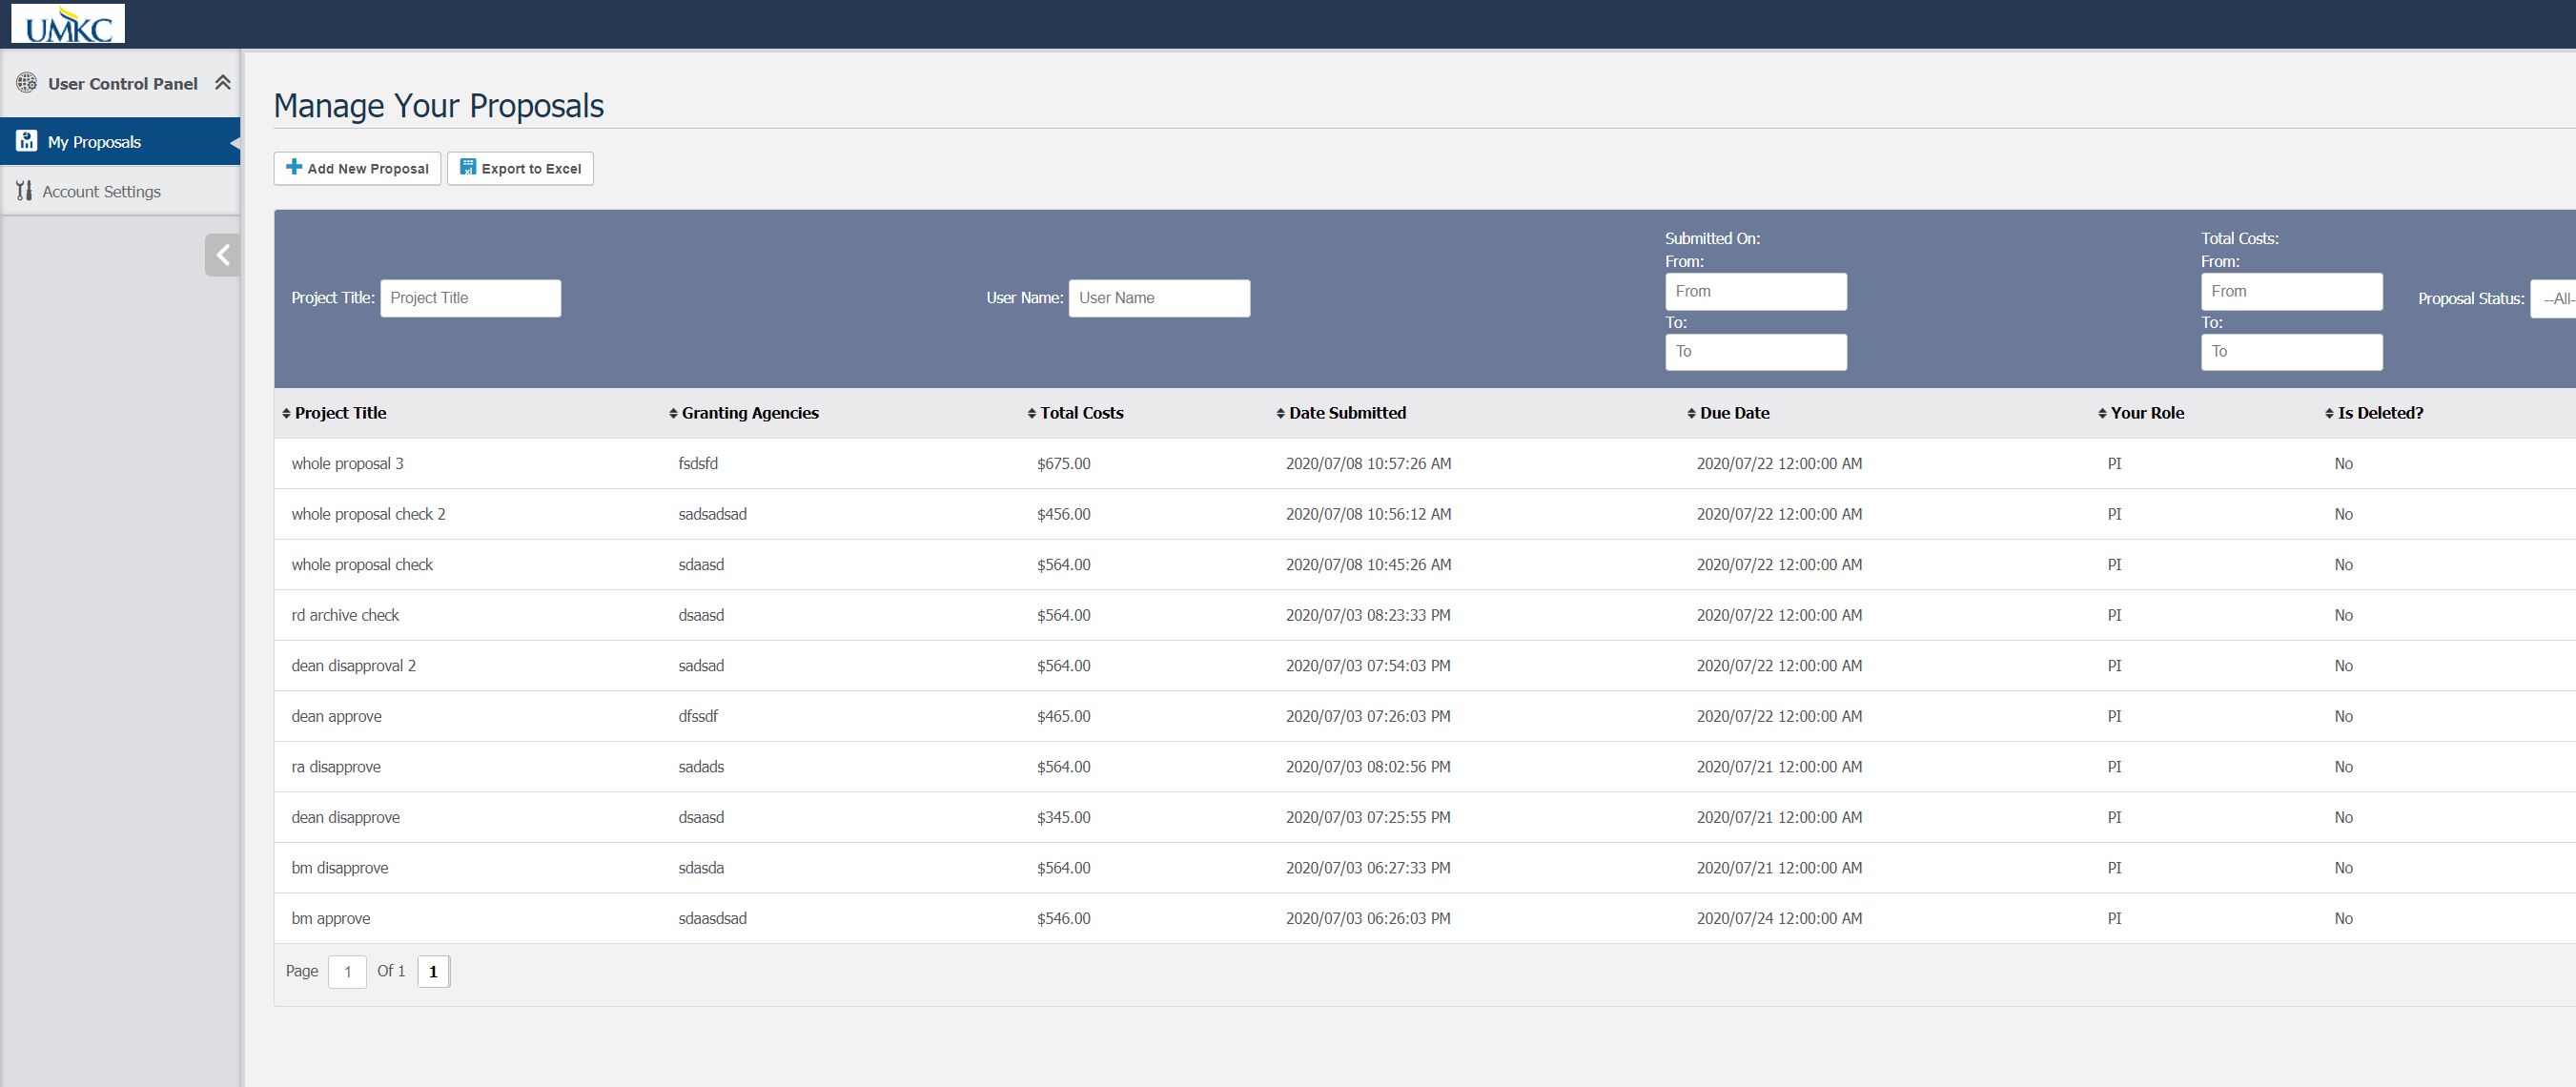 UMKC
User Control Panel
My Proposals
Account Settings
Manage Your Proposals
Add New Proposal Export to Excel
Project Title: Project Title User Name: User Name Submitted On: From: From To: To Total Costs: From: From To: To Proposal Status: --All-
Project Title Granting Agencies Total Costs Date Submitted Due Date Your Role Is Deleted?
whole proposal 3 fsdsfd $675.00 2020/07/08 10:57:26 AM 2020/07/22 12:00:00 AM PI No
whole proposal check 2 sadsadsad $456.00 2020/07/08 10:56:12 AM 2020/07/22 12:00:00 AM PI No
whole proposal check sdaasd $564.00 2020/07/08 10:45:26 AM 2020/07/22 12:00:00 AM PI No
rd archive check dsaasd $564.00 2020/07/03 08:23:33 PM 2020/07/22 12:00:00 AM PI No
dean disapproval 2 sadsad $564.00 2020/07/03 07:54:03 PM 2020/07/22 12:00:00 AM PI No
dean approve dfssdf $465.00 2020/07/03 07:26:03 PM 2020/07/22 12:00:00 AM PI No
ra disapprove sadads $564.00 2020/07/03 08:02:56 PM 2020/07/21 12:00:00 AM PI No
dean disapprove dsaasd $345.00 2020/07/03 07:25:55 PM 2020/07/21 12:00:00 AM PI No
bm disapprove sdasda $564.00 2020/07/03 06:27:33 PM 2020/07/21 12:00:00 AM PI No
bm approve sdaasdsad $546.00 2020/07/03 06:26:03 PM 2020/07/24 12:00:00 AM PI No
Page 1 Of 1 1